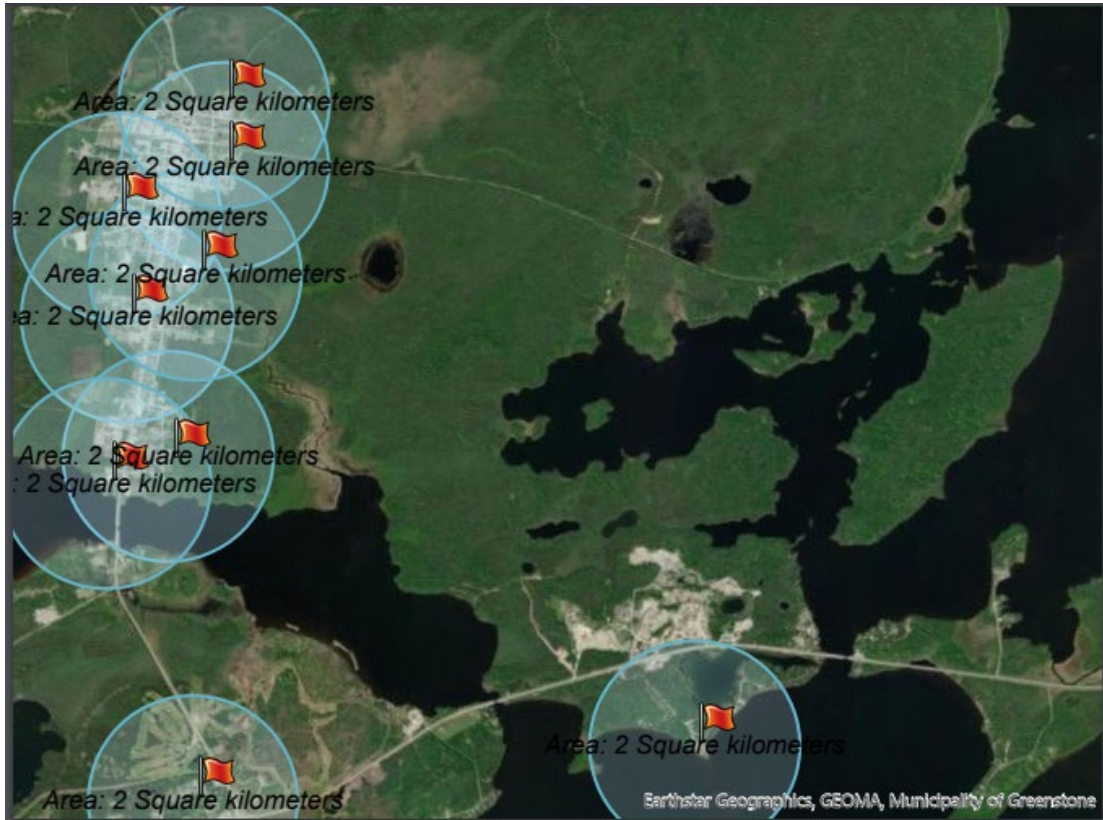 Area: 2 Square kilometers
Area: 2 Square kilometers
a: 2 Square kilometers
Area: 2 Square kilometers
ea: 2 Square kilometers
Area: 2 Square kilometers
: 2 Square kilometers
Area: 2 Square kilometers
Area: 2 Square kilometers
Earthstar Geographics, GEOMA, Municipality of Greenstone